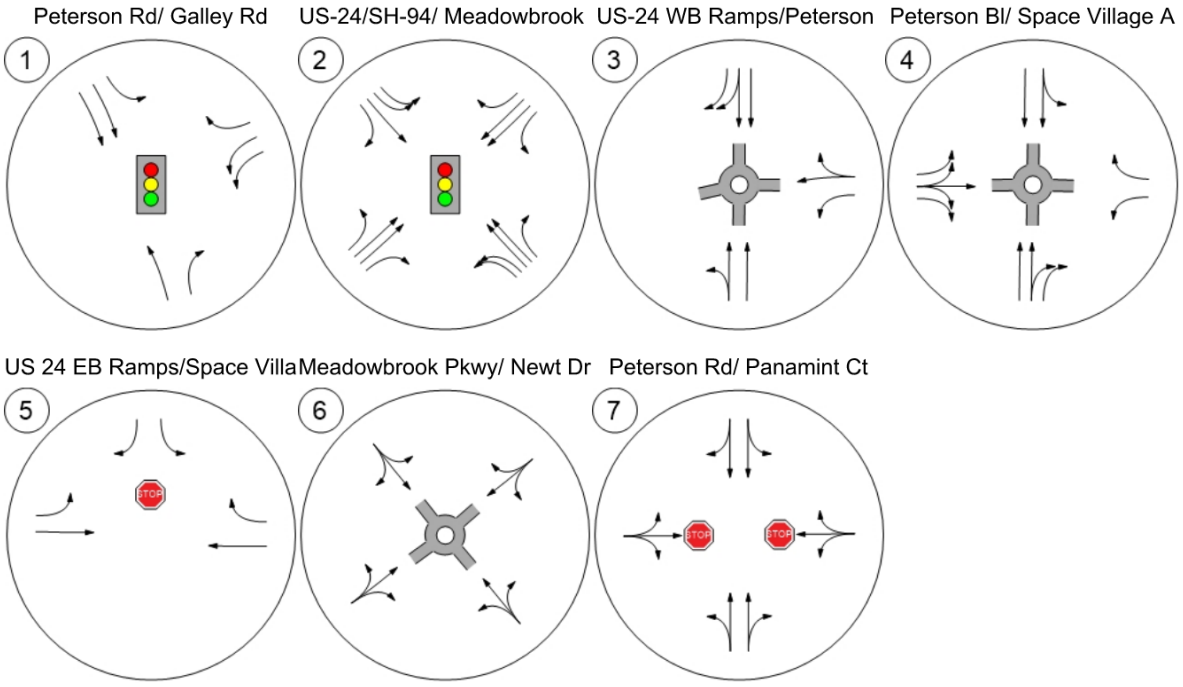 Peterson Rd/ Galley Rd
US-24/SH-94/ Meadowbrook
US-24 WB Ramps/Peterson
Peterson Bl/ Space Village A
1
2
3
4
US 24 EB Ramps/Space Villa
Meadowbrook Pkwy/ Newt Dr
Peterson Rd/ Panamint Ct
5
6
7
STOP
STOP
STOP